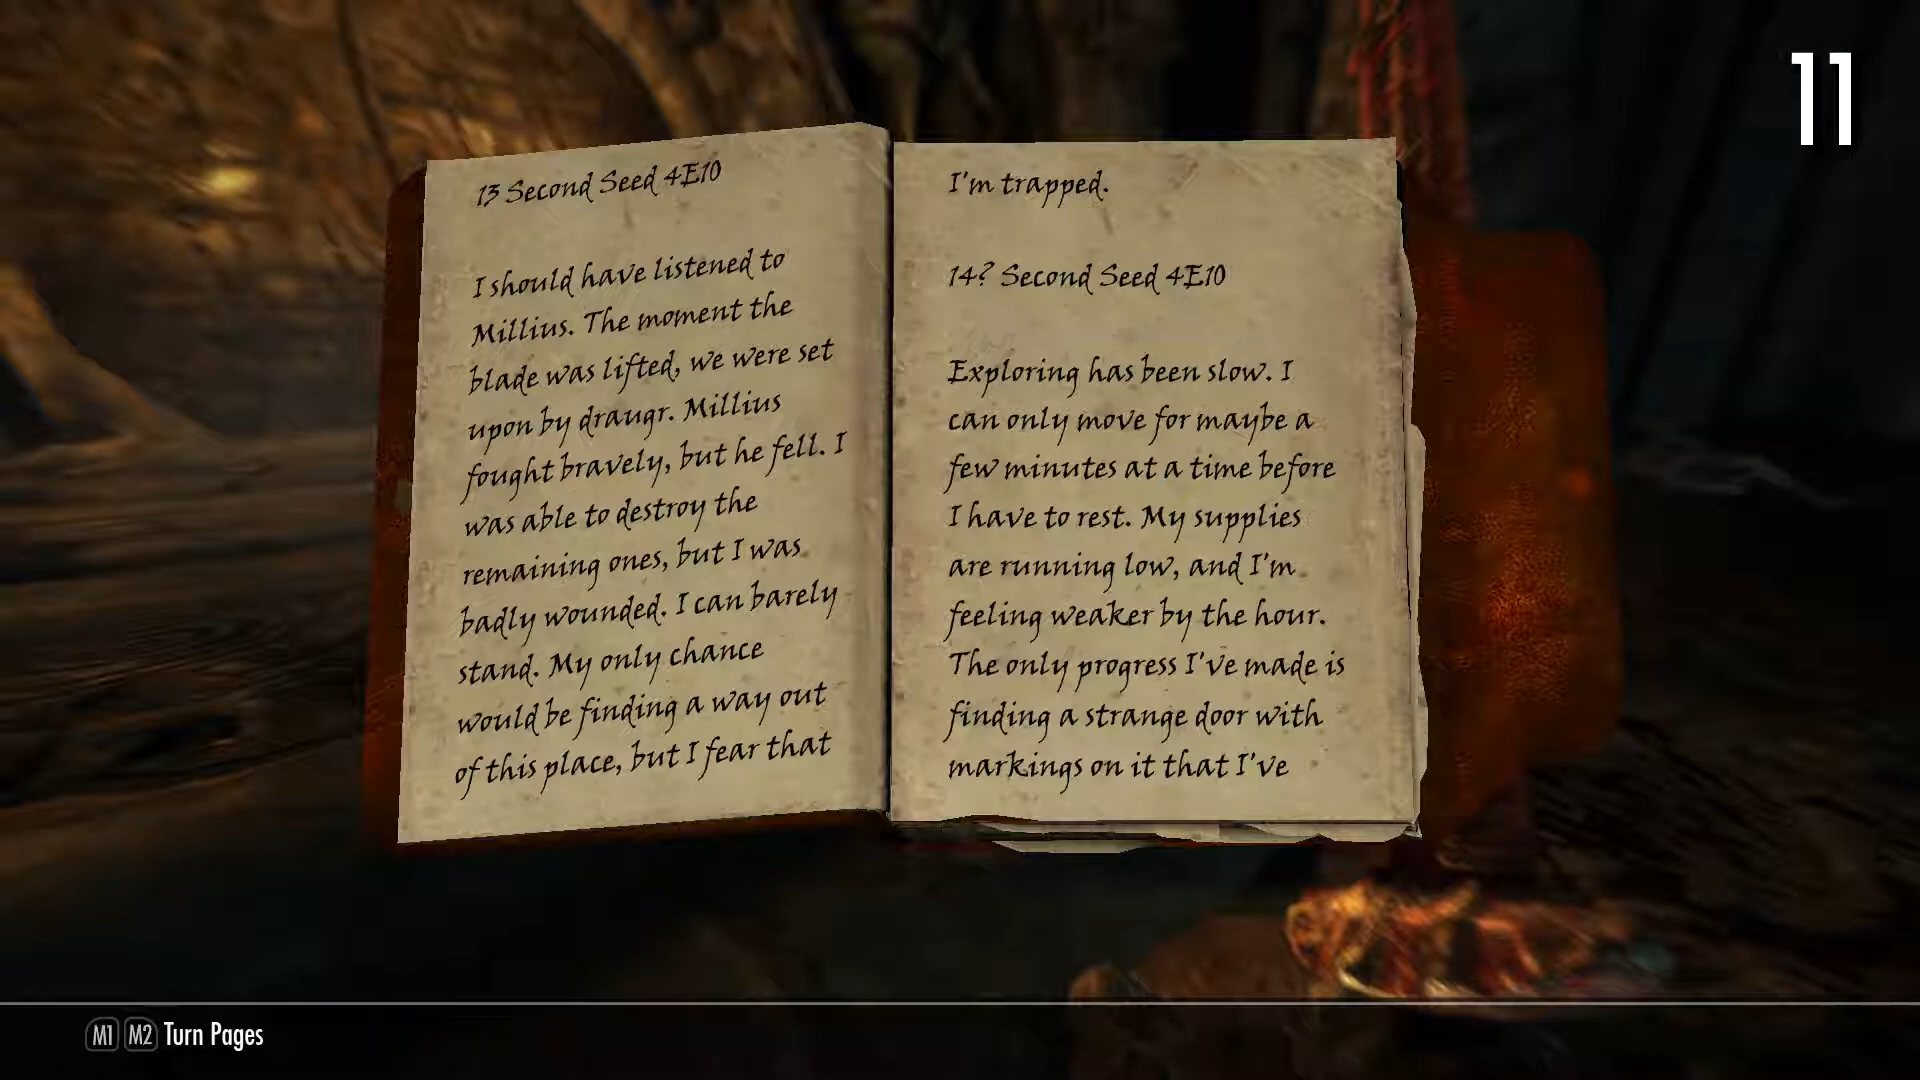 11
13 Second Seed 4E10
I should have listened to
Millius. The moment the
blade was lifted, we were set
upon by draugr. Millius
fought bravely, but he fell. I
was able to destroy the
remaining ones, but I was
badly wounded. I can barely
stand. My only chance
would be finding a way out
of this place, but I fear that
I'm trapped.
14? Second Seed 4E10
Exploring has been slow. I
can only move for maybe a
few minutes at a time before
I have to rest. My supplies
are running low, and I'm
feeling weaker by the hour.
The only progress I've made is
finding a strange door with
markings on it that I've
M1 M2 Turn Pages